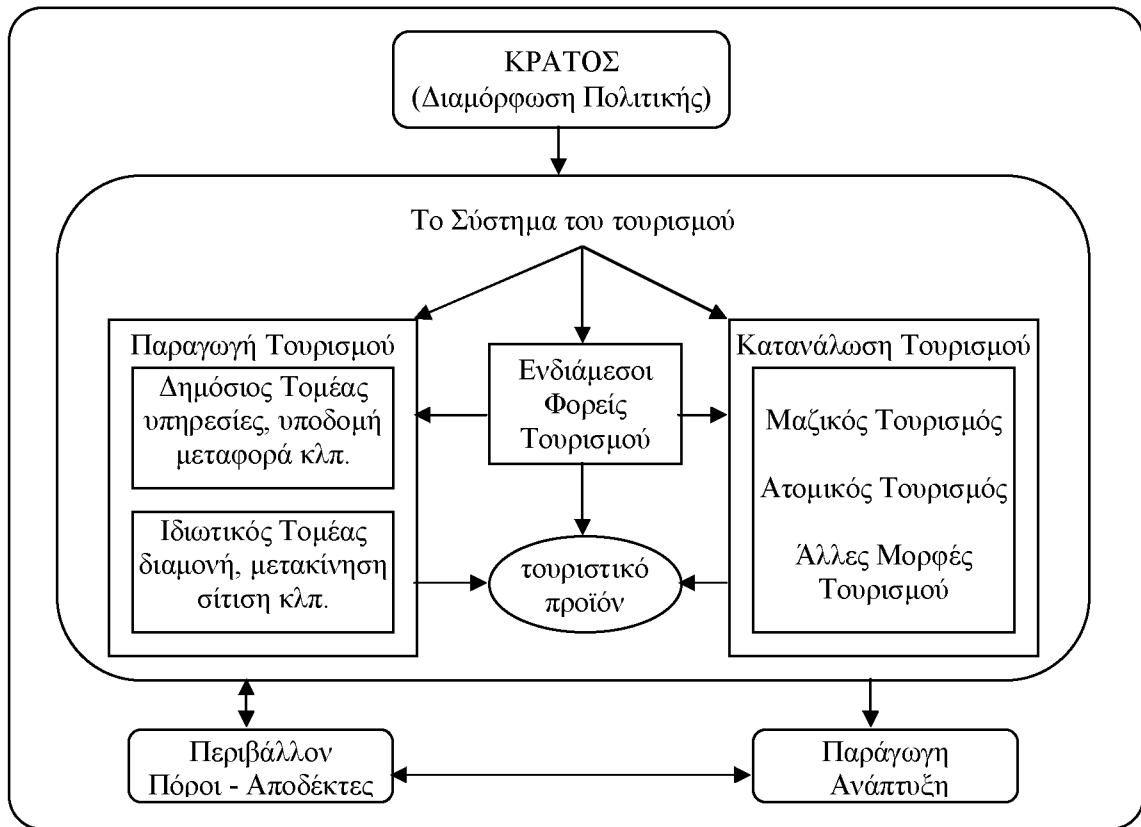 ΚΡΑΤΟΣ
(Διαμόρφωση Πολιτικής)
Το Σύστημα του τουρισμού
Παραγωγή Τουρισμού
Δημόσιος Τομέας
υπηρεσίες, υποδομή
μεταφορά κλπ.
Ιδιωτικός Τομέας
διαμονή, μετακίνηση
σίτιση κλπ.
Ενδιάμεσοι
Φορείς
Τουρισμού
τουριστικό
προϊόν
Κατανάλωση Τουρισμού
Μαζικός Τουρισμός
Ατομικός Τουρισμός
Άλλες Μορφές
Τουρισμού
Περιβάλλον
Πόροι - Αποδέκτες
Παράγωγη
Ανάπτυξη